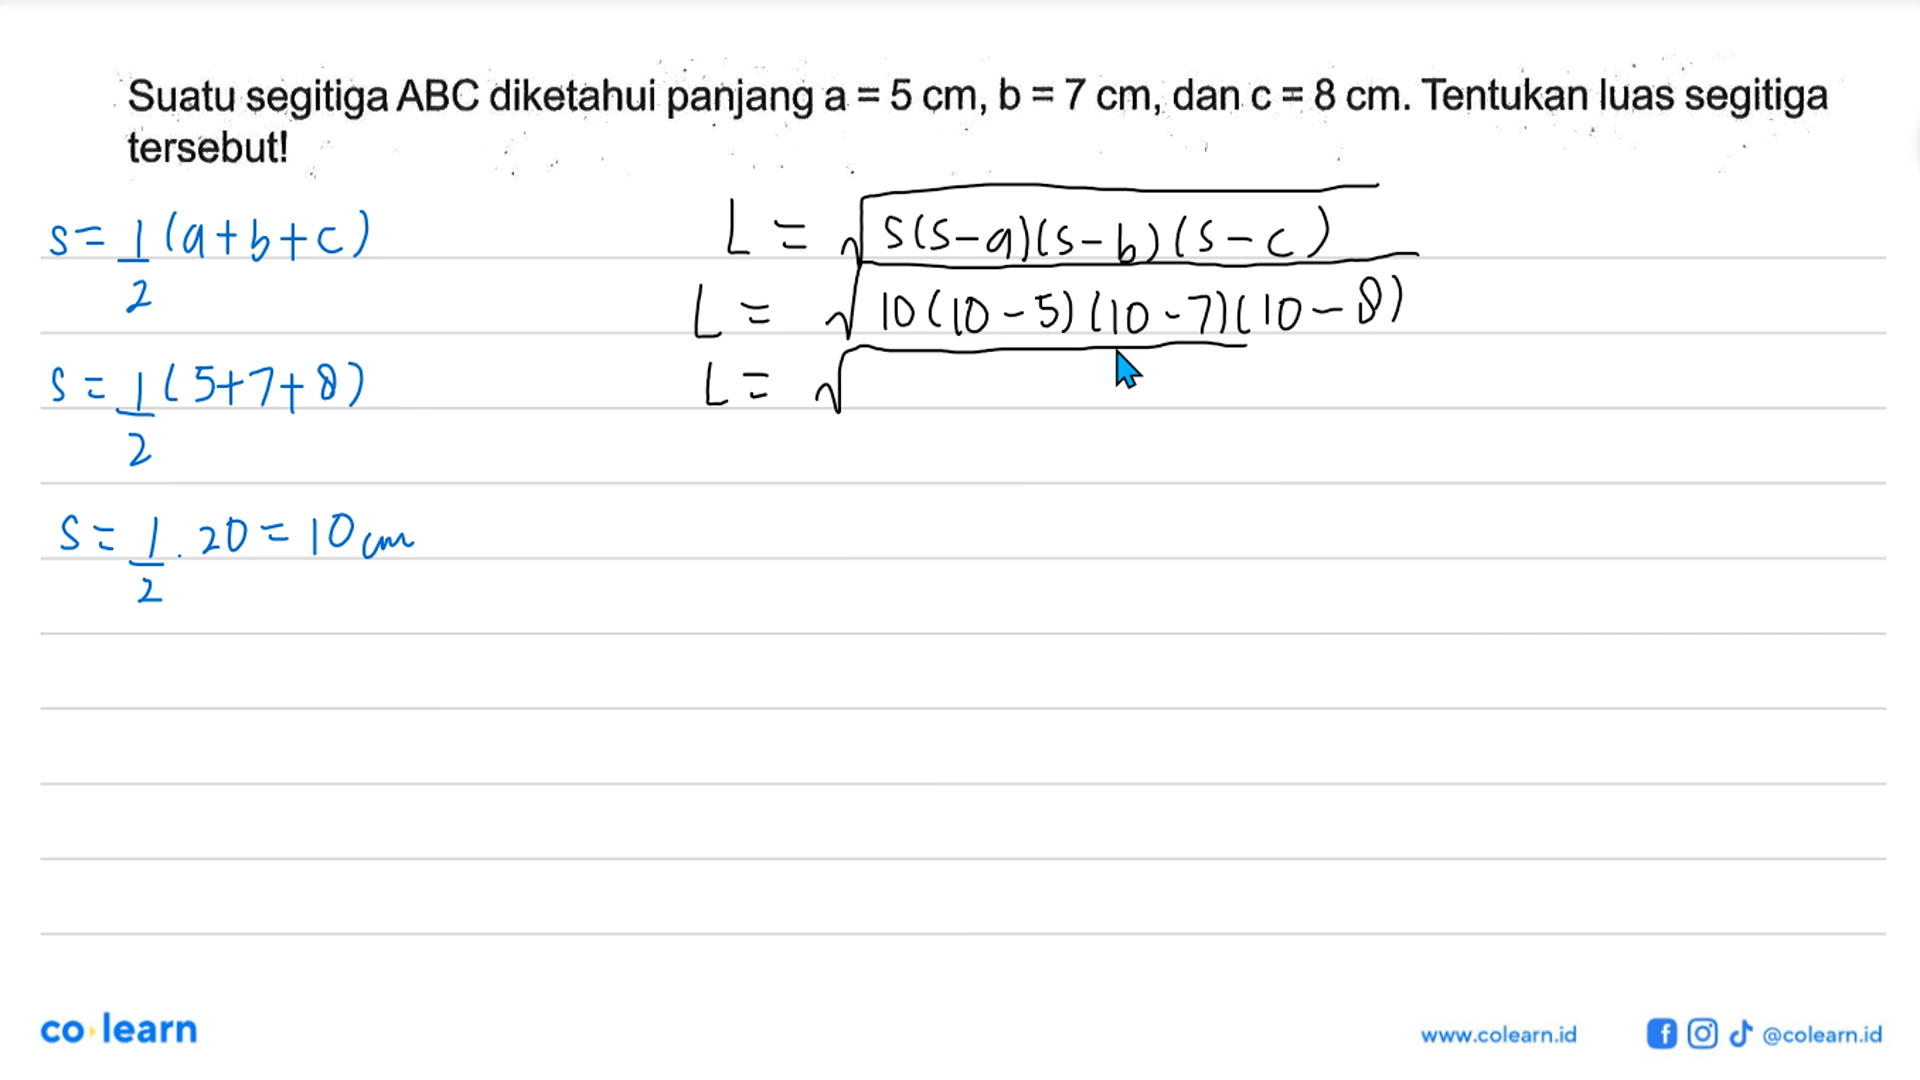 Suatu segitiga ABC diketahui panjang a = 5 cm, b = 7 cm, dan c = 8 cm. Tentukan luas segitiga
tersebut!
s = 1/2 (a+b+c)
s = 1/2 (5+7+8)
s = 1/2 . 20 = 10 cm
L = √s(s-a)(s-b)(s-c)
L = √10(10-5)(10-7)(10-8)
L = √
co learn
www.colearn.id
@colearn.id